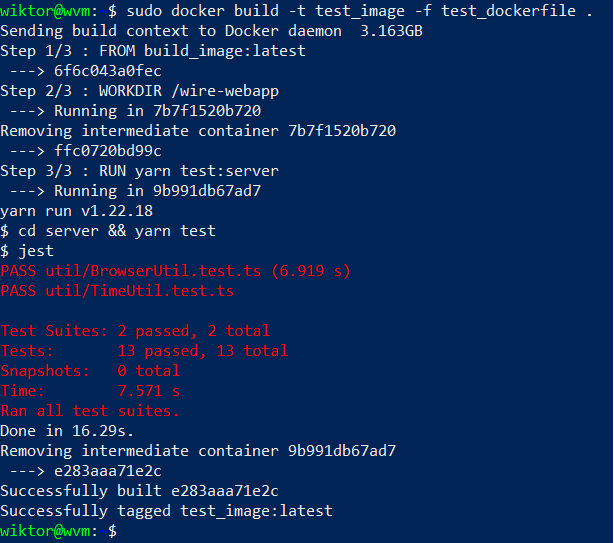 wiktor@wvm:~$ sudo docker build -t test_image -f test_dockerfile .
Sending build context to Docker daemon  3.163GB
Step 1/3 : FROM build_image:latest
 ---> 6f6c043a0fec
Step 2/3 : WORKDIR /wire-webapp
 ---> Running in 7b7f1520b720
Removing intermediate container 7b7f1520b720
 ---> ffc0720bd99c
Step 3/3 : RUN yarn test:server
 ---> Running in 9b991db67ad7
yarn run v1.22.18
$ cd server && yarn test
$ jest
PASS util/BrowserUtil.test.ts (6.919 s)
PASS util/TimeUtil.test.ts
Test Suites: 2 passed, 2 total
Tests:       13 passed, 13 total
Snapshots:   0 total
Time:        7.571 s
Ran all test suites.
Done in 16.29s.
Removing intermediate container 9b991db67ad7
 ---> e283aaa71e2c
Successfully built e283aaa71e2c
Successfully tagged test_image:latest
wiktor@wvm:~$